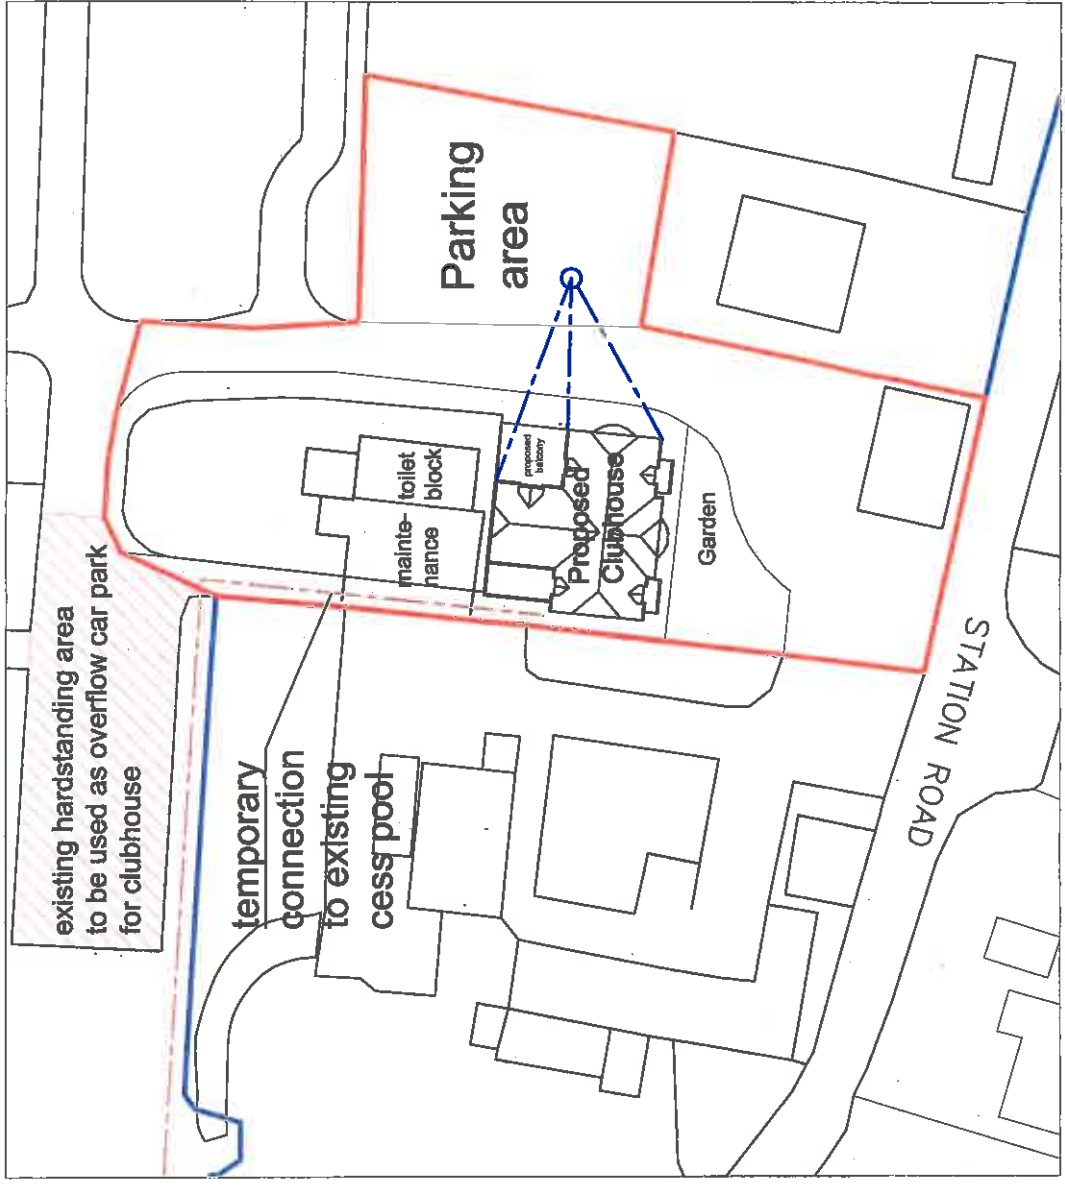 existing hardstanding area
to be used as overflow car park
for clubhouse
temporary
connection
to existing
cess pool
mainte-
nance
toilet
block
Parking
area
proposed
balcony
Proposed
Clubhouse
Garden
STATION ROAD